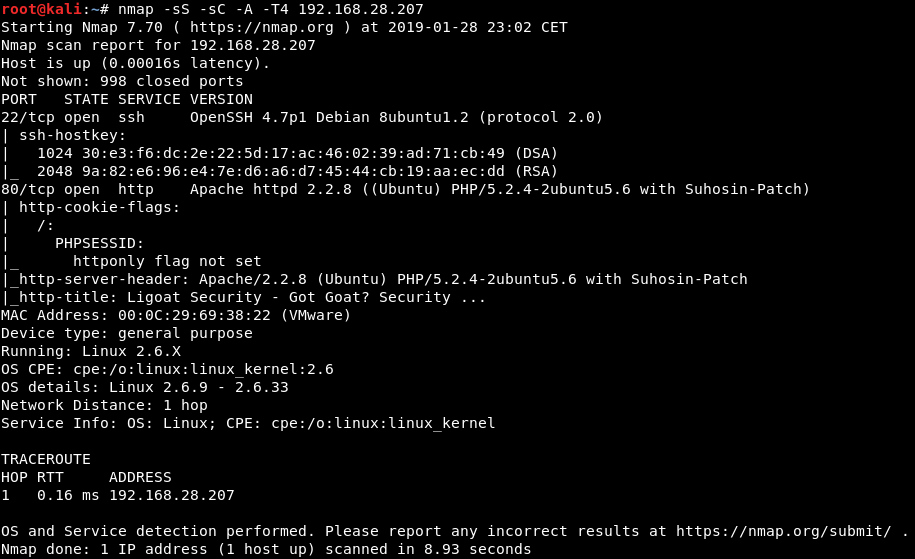 root@kali:~# nmap -sS -sC -A -T4 192.168.28.207
Starting Nmap 7.70 ( https://nmap.org ) at 2019-01-28 23:02 CET
Nmap scan report for 192.168.28.207
Host is up (0.00016s latency).
Not shown: 998 closed ports
PORT   STATE SERVICE VERSION
22/tcp open  ssh     OpenSSH 4.7p1 Debian 8ubuntu1.2 (protocol 2.0)
| ssh-hostkey:
|   1024 30:e3:f6:dc:2e:22:5d:17:ac:46:02:39:ad:71:cb:49 (DSA)
|_  2048 9a:82:e6:96:e4:7e:d6:a6:d7:45:44:cb:19:aa:ec:dd (RSA)
80/tcp open  http    Apache httpd 2.2.8 ((Ubuntu) PHP/5.2.4-2ubuntu5.6 with Suhosin-Patch)
| http-cookie-flags:
|   /:
|     PHPSESSID:
|_      httponly flag not set
|_http-server-header: Apache/2.2.8 (Ubuntu) PHP/5.2.4-2ubuntu5.6 with Suhosin-Patch
|_http-title: Ligoat Security - Got Goat? Security ...
MAC Address: 00:0C:29:69:38:22 (VMware)
Device type: general purpose
Running: Linux 2.6.X
OS CPE: cpe:/o:linux:linux_kernel:2.6
OS details: Linux 2.6.9 - 2.6.33
Network Distance: 1 hop
Service Info: OS: Linux; CPE: cpe:/o:linux:linux_kernel

TRACEROUTE
HOP RTT     ADDRESS
1   0.16 ms 192.168.28.207

OS and Service detection performed. Please report any incorrect results at https://nmap.org/submit/ .
Nmap done: 1 IP address (1 host up) scanned in 8.93 seconds